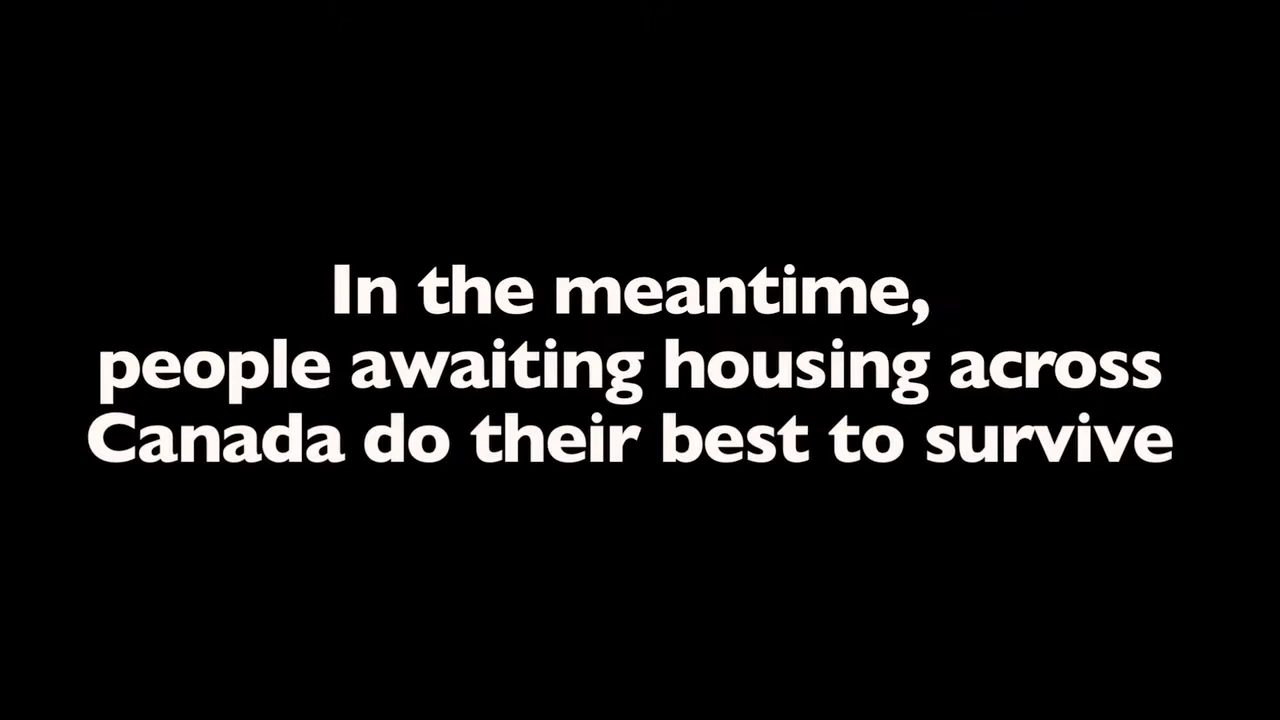 In the meantime,
people awaiting housing across
Canada do their best to survive